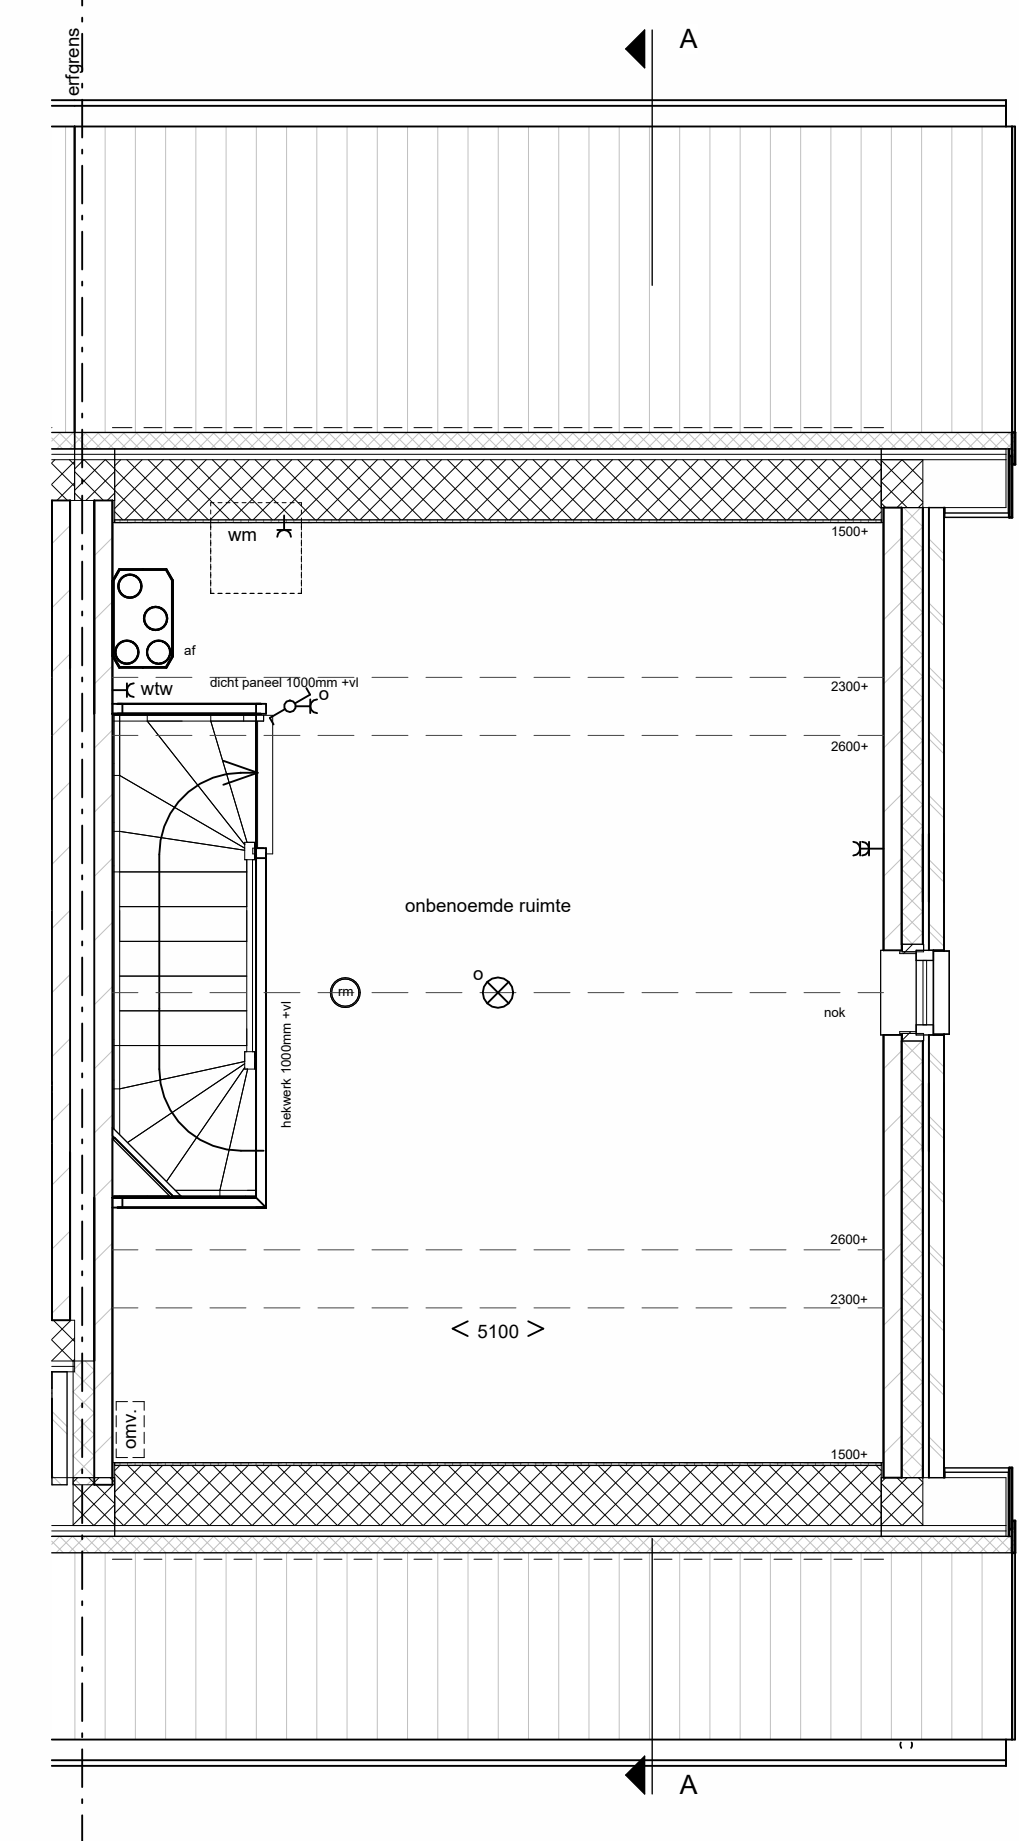 erfgrens
A
wm
1500+
af
wtw
dicht paneel 1000mm +vl
o
2300+
2600+
onbenoemde ruimte
o
rm
nok
hekwerk 1000mm +vl
2600+
2300+
< 5100 >
omv.
1500+
A